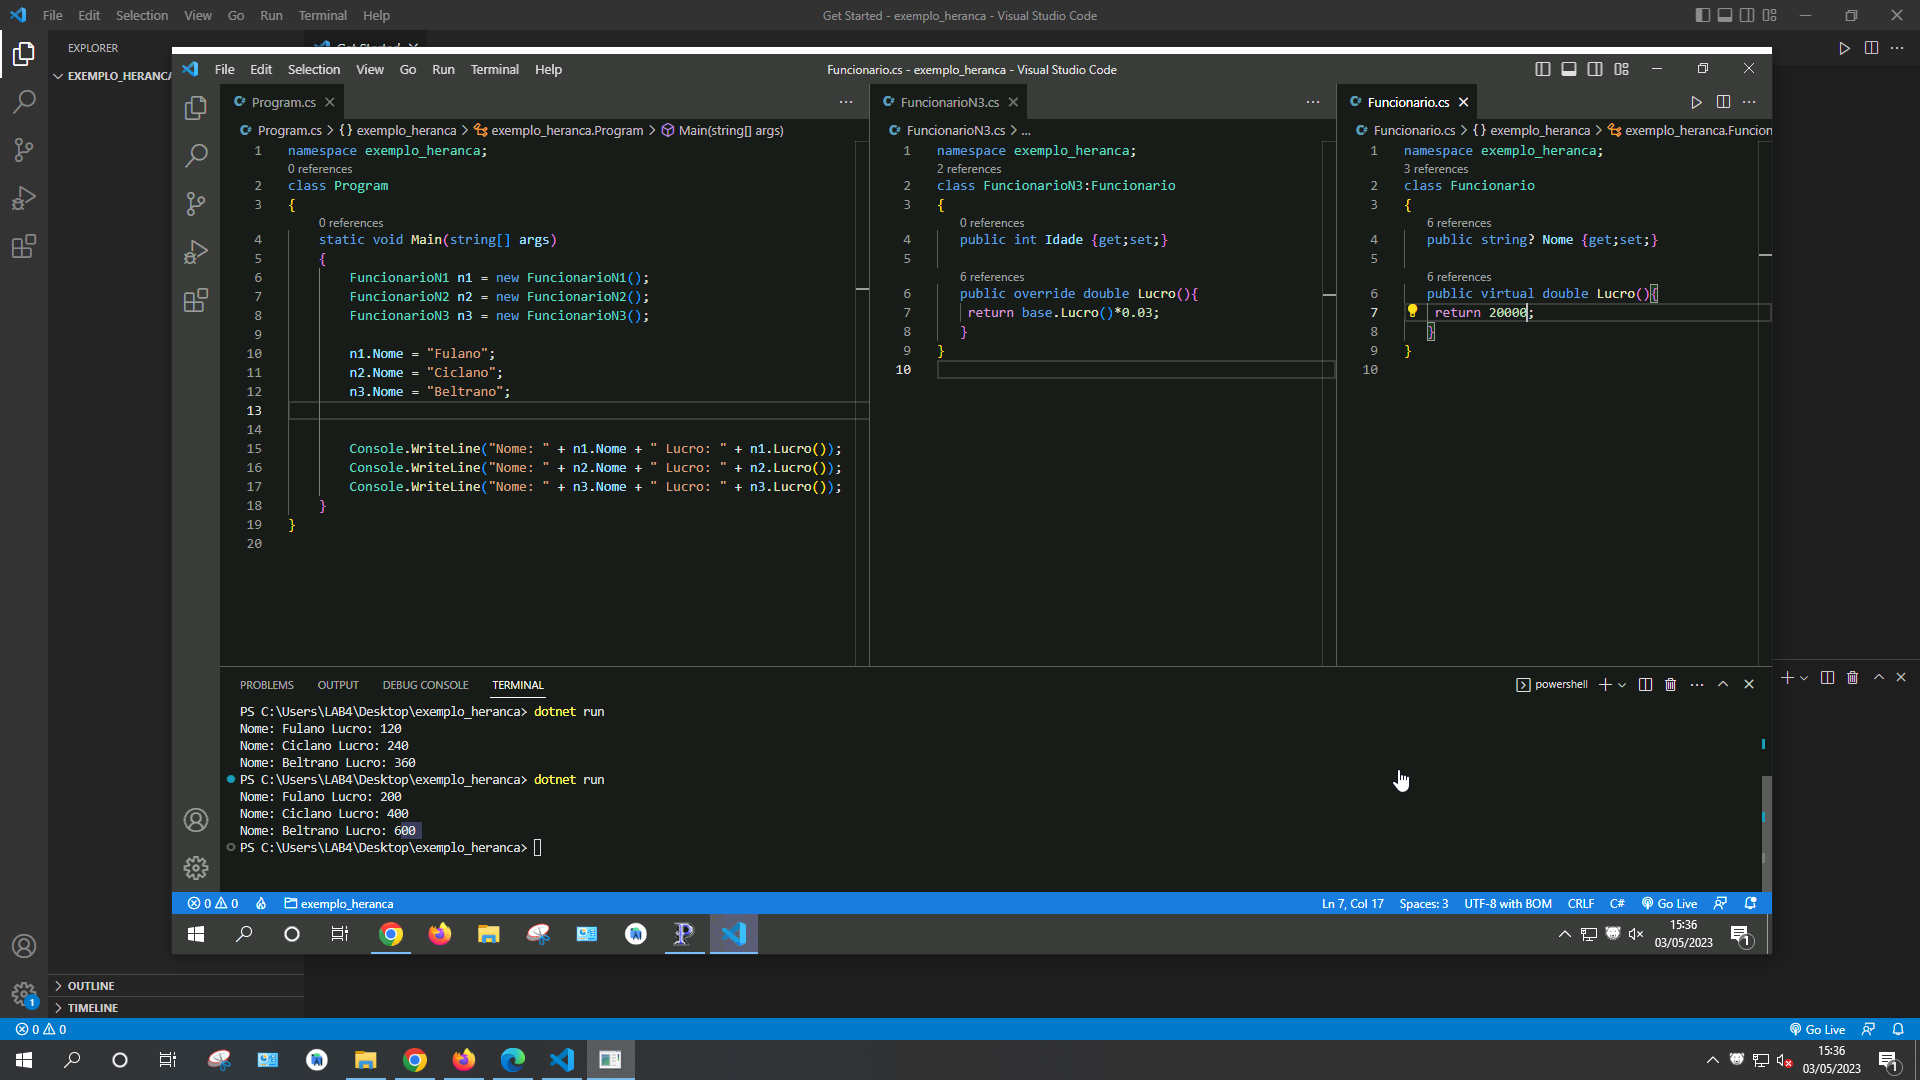 File Edit Selection View Go Run Terminal Help
Get Started - exemplo_heranca - Visual Studio Code
EXPLORER
EXEMPLO_HERANCA
File Edit Selection View Go Run Terminal Help
Funcionario.cs - exemplo_heranca - Visual Studio Code
Program.cs
Program.cs > {} exemplo_heranca > exemplo_heranca.Program > Main(string[] args)
1 namespace exemplo_heranca;
0 references
2 class Program
3 {
0 references
4 static void Main(string[] args)
5 {
6 FuncionarioN1 n1 = new FuncionarioN1();
7 FuncionarioN2 n2 = new FuncionarioN2();
8 FuncionarioN3 n3 = new FuncionarioN3();
9
10 n1.Nome = "Fulano";
11 n2.Nome = "Ciclano";
12 n3.Nome = "Beltrano";
13
14
15 Console.WriteLine("Nome: " + n1.Nome + " Lucro: " + n1.Lucro());
16 Console.WriteLine("Nome: " + n2.Nome + " Lucro: " + n2.Lucro());
17 Console.WriteLine("Nome: " + n3.Nome + " Lucro: " + n3.Lucro());
18 }
19 }
20
FuncionarioN3.cs
FuncionarioN3.cs > ...
1 namespace exemplo_heranca;
2 references
2 class FuncionarioN3:Funcionario
3 {
0 references
4 public int Idade {get;set;}
5
6 references
6 public override double Lucro(){
7 return base.Lucro()*0.03;
8 }
9 }
10
Funcionario.cs
Funcionario.cs > {} exemplo_heranca > exemplo_heranca.Funcion
1 namespace exemplo_heranca;
3 references
2 class Funcionario
3 {
6 references
4 public string? Nome {get;set;}
5
6 references
6 public virtual double Lucro(){
7 return 20000;
8 }
9 }
10
PROBLEMS OUTPUT DEBUG CONSOLE TERMINAL
powershell
PS C:\Users\LAB4\Desktop\exemplo_heranca> dotnet run
Nome: Fulano Lucro: 120
Nome: Ciclano Lucro: 240
Nome: Beltrano Lucro: 360
PS C:\Users\LAB4\Desktop\exemplo_heranca> dotnet run
Nome: Fulano Lucro: 200
Nome: Ciclano Lucro: 400
Nome: Beltrano Lucro: 600
PS C:\Users\LAB4\Desktop\exemplo_heranca>
0 0 exemplo_heranca
Ln 7, Col 17 Spaces: 3 UTF-8 with BOM CRLF C# Go Live
15:36
03/05/2023
1
OUTLINE
TIMELINE
1
0 0
Go Live
15:36
03/05/2023
1